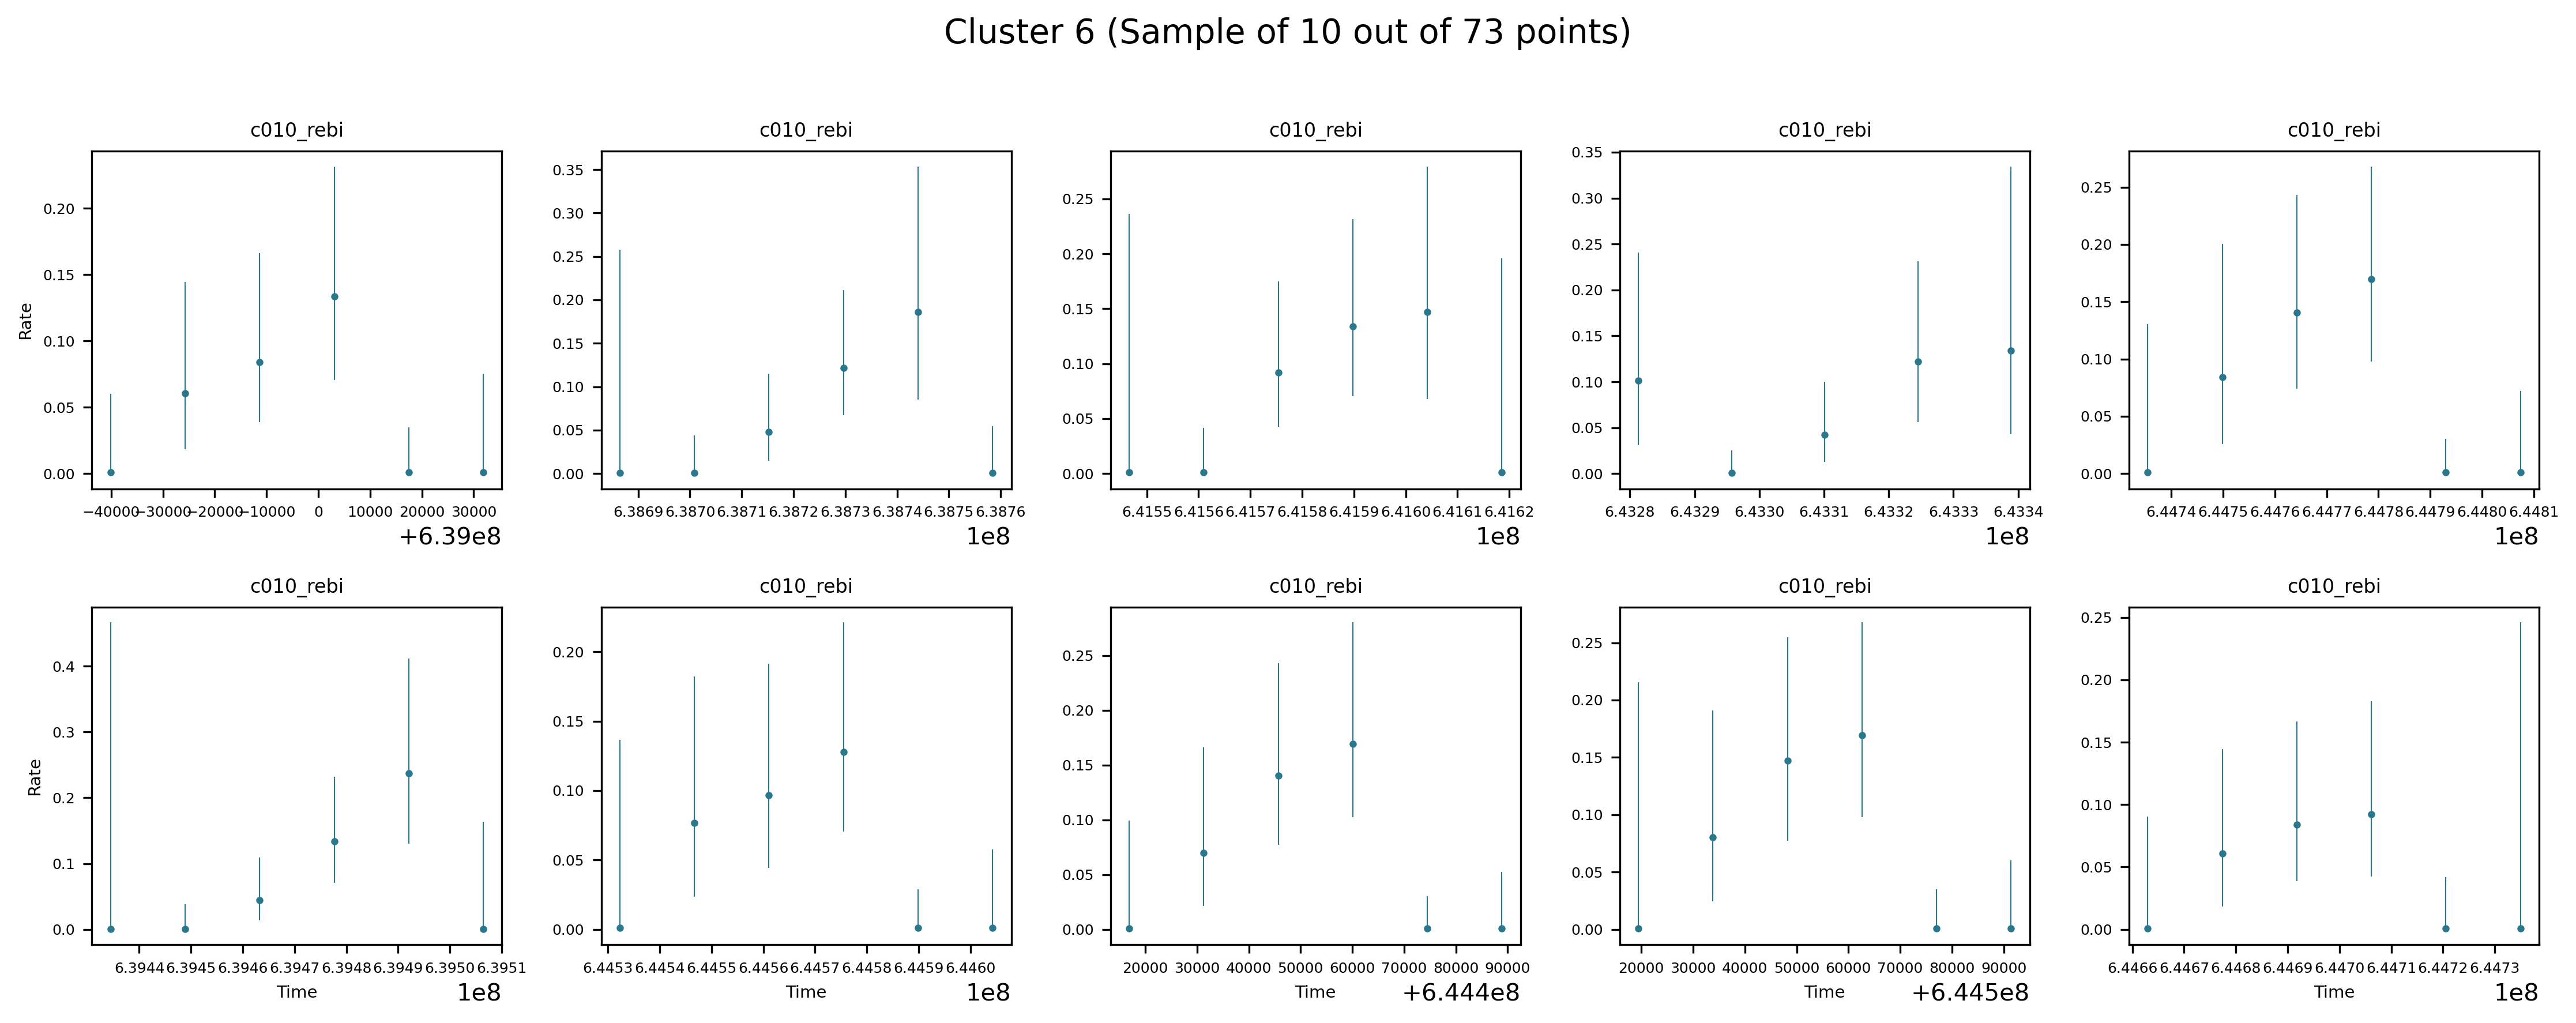 Cluster 6 (Sample of 10 out of 73 points)
c010_rebi c010_rebi c010_rebi c010_rebi c010_rebi
Rate
0.20
0.15
0.10
0.05
0.00
−40000 −30000 −20000 −10000 0 10000 20000 30000
+6.39e8
0.35
0.30
0.25
0.20
0.15
0.10
0.05
0.00
6.3869 6.3870 6.3871 6.3872 6.3873 6.3874 6.3875 6.3876
1e8
0.25
0.20
0.15
0.10
0.05
0.00
6.4155 6.4156 6.4157 6.4158 6.4159 6.4160 6.4161 6.4162
1e8
0.35
0.30
0.25
0.20
0.15
0.10
0.05
0.00
6.4328 6.4329 6.4330 6.4331 6.4332 6.4333 6.4334
1e8
0.25
0.20
0.15
0.10
0.05
0.00
6.4474 6.4475 6.4476 6.4477 6.4478 6.4479 6.4480 6.4481
1e8
c010_rebi c010_rebi c010_rebi c010_rebi c010_rebi
Rate
0.4
0.3
0.2
0.1
0.0
6.3944 6.3945 6.3946 6.3947 6.3948 6.3949 6.3950 6.3951
Time 1e8
0.20
0.15
0.10
0.05
0.00
6.4453 6.4454 6.4455 6.4456 6.4457 6.4458 6.4459 6.4460
Time 1e8
0.25
0.20
0.15
0.10
0.05
0.00
20000 30000 40000 50000 60000 70000 80000 90000
Time +6.444e8
0.25
0.20
0.15
0.10
0.05
0.00
20000 30000 40000 50000 60000 70000 80000 90000
Time +6.445e8
0.25
0.20
0.15
0.10
0.05
0.00
6.4466 6.4467 6.4468 6.4469 6.4470 6.4471 6.4472 6.4473
Time 1e8